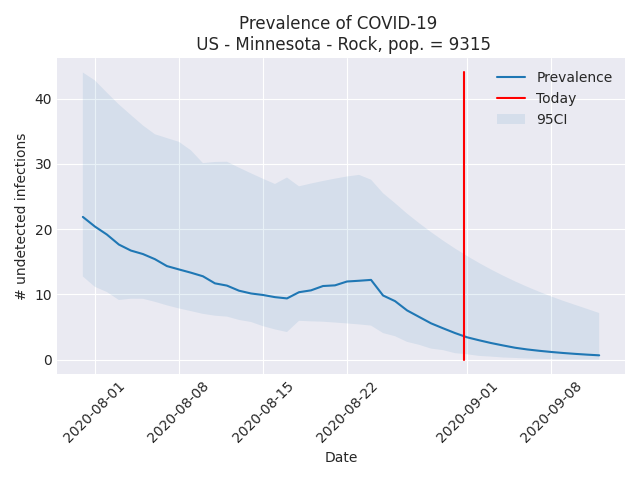 Prevalence of COVID-19
US - Minnesota - Rock, pop. = 9315
Prevalence
Today
95CI
# undetected infections
40
30
20
10
0
2020-08-01
2020-08-08
2020-08-15
2020-08-22
2020-09-01
2020-09-08
Date